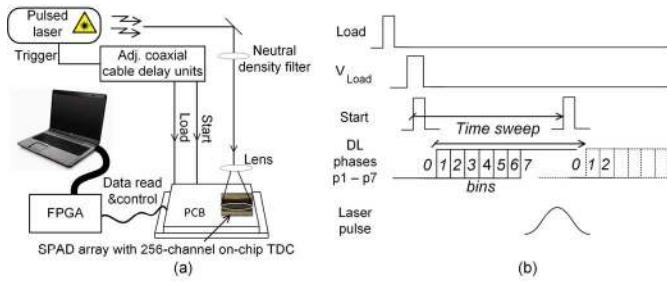 Pulsed
laser
Trigger
Adj. coaxial
cable delay units
Neutral
density filter
Load
Start
Lens
Data read
&control
FPGA
PCB
SPAD array with 256-channel on-chip TDC
(a)
Load
V Load
Start
Time sweep
DL
phases
p1 – p7
0 1 2 3 4 5 6 7 0 1 2
bins
Laser
pulse
(b)